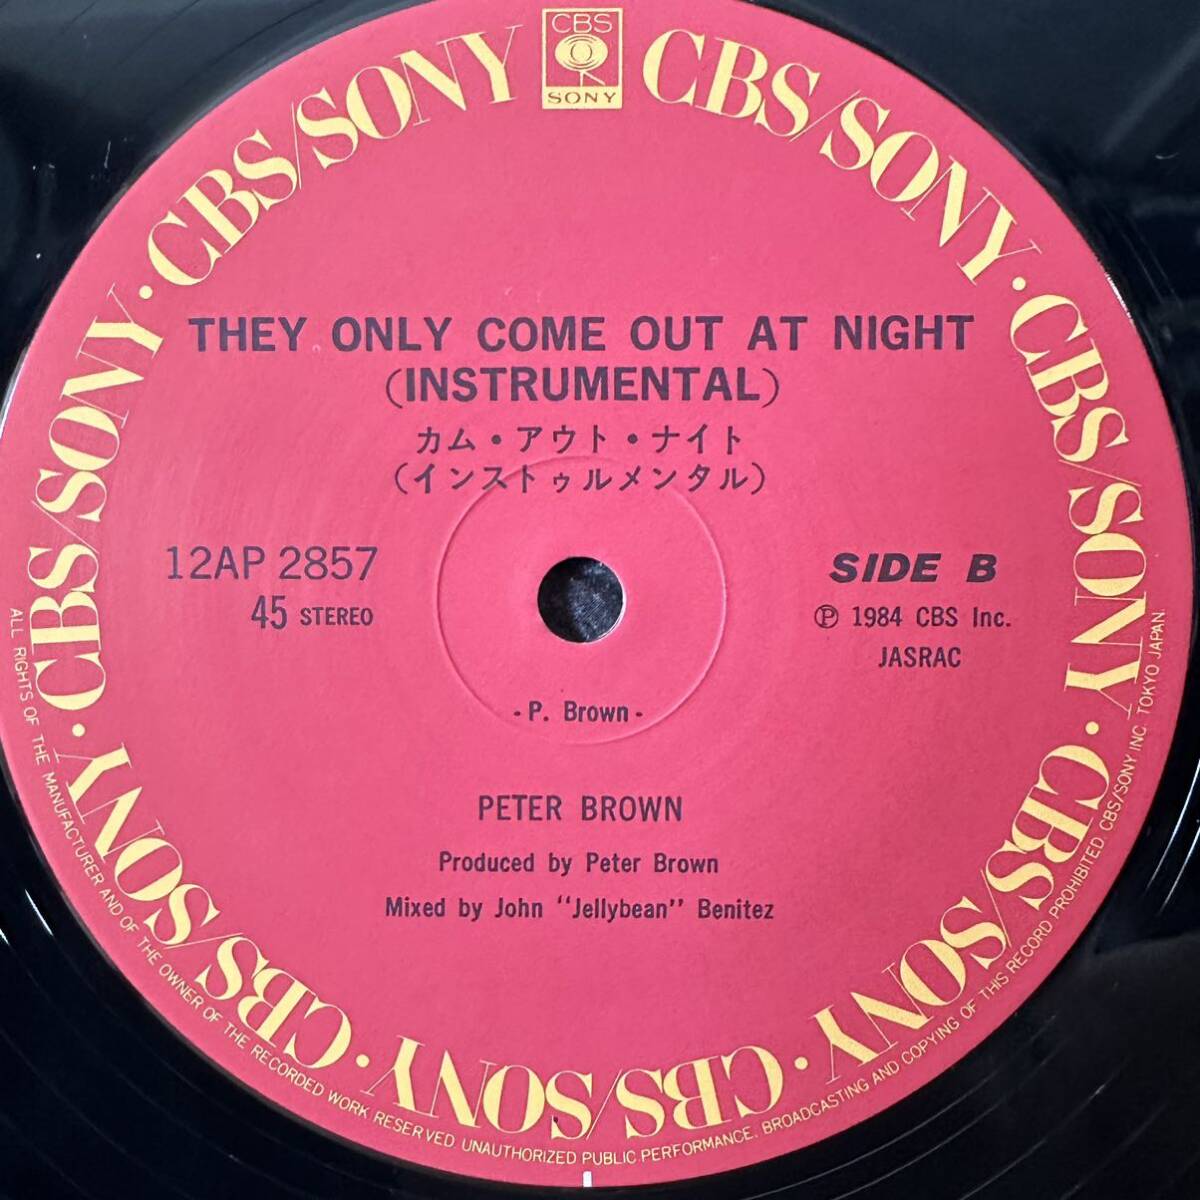 CBS
SONY
CBS/SONY · CBS/SONY · CBS/SONY · CBS/SONY · CBS/SONY · CBS/SONY · CBS/SONY · CBS/SONY · CBS/SONY
THEY ONLY COME OUT AT NIGHT
(INSTRUMENTAL)
カム・アウト・ナイト
(インストゥルメンタル)
12AP 2857
45 STEREO
SIDE B
Ⓟ 1984 CBS Inc.
JASRAC
- P. Brown -
PETER BROWN
Produced by Peter Brown
Mixed by John "Jellybean" Benitez
ALL RIGHTS OF THE MANUFACTURER AND OF THE OWNER OF THE RECORDED WORK RESERVED. UNAUTHORIZED PUBLIC PERFORMANCE. BROADCASTING AND COPYING OF THIS RECORD PROHIBITED. CBS/SONY INC. TOKYO JAPAN.